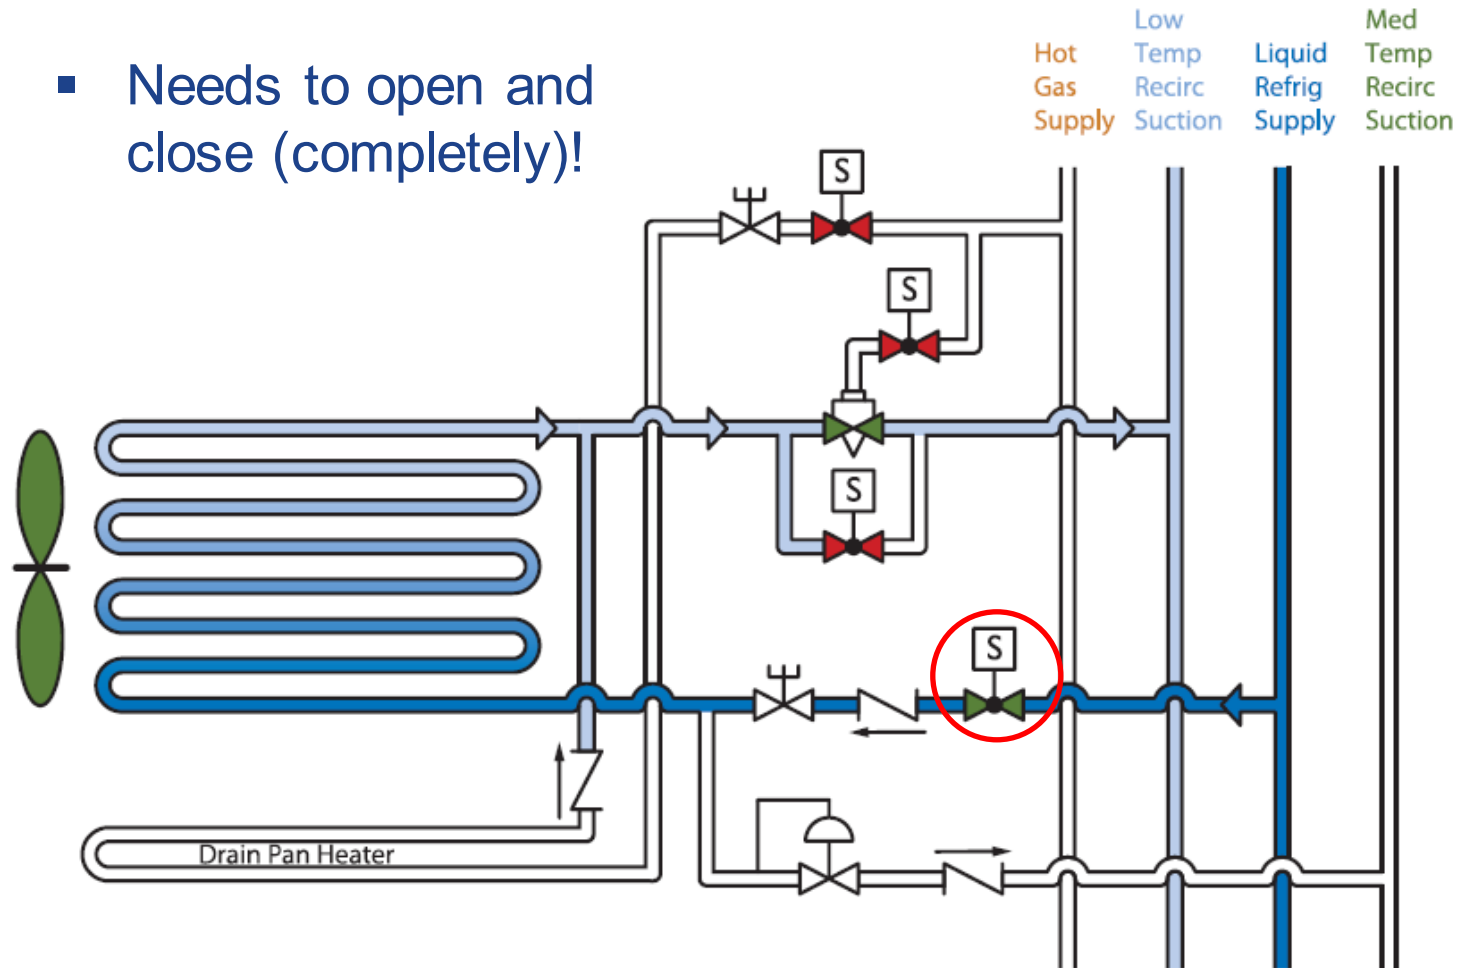 ▪ Needs to open and
close (completely)!
Hot
Gas
Supply
Low
Temp
Recirc
Suction
Liquid
Refrig
Supply
Med
Temp
Recirc
Suction
S
S
S
S
Drain Pan Heater